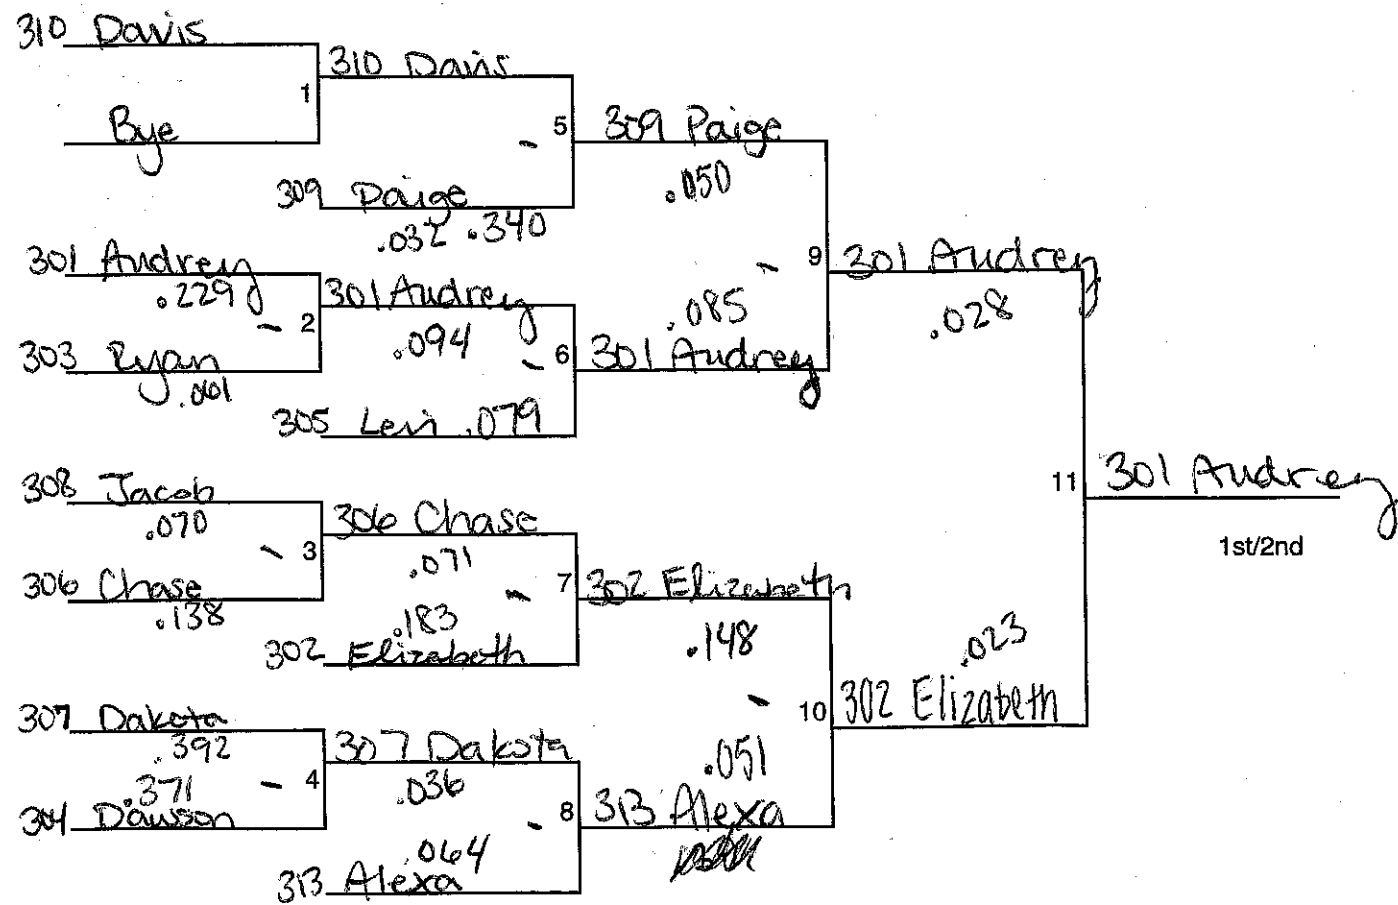 310 Davis
310 Davis
1
Bye
5
309 Paige
309 Paige
.050
.032 .340
301 Audrey
9
301 Audrey
.229
301 Audrey
.085
.028
2
.094
303 Ryan
6
301 Audrey
.061
305 Levi .079
308 Jacob
11
301 Audrey
.070
306 Chase
1st/2nd
3
.071
306 Chase
7
302 Elizabeth
.138
.183
.148
.023
302 Elizabeth
10
302 Elizabeth
307 Dakota
.392
307 Dakota
.051
.371
4
.036
304 Dawson
8
313 Alexa
.064
313 Alexa